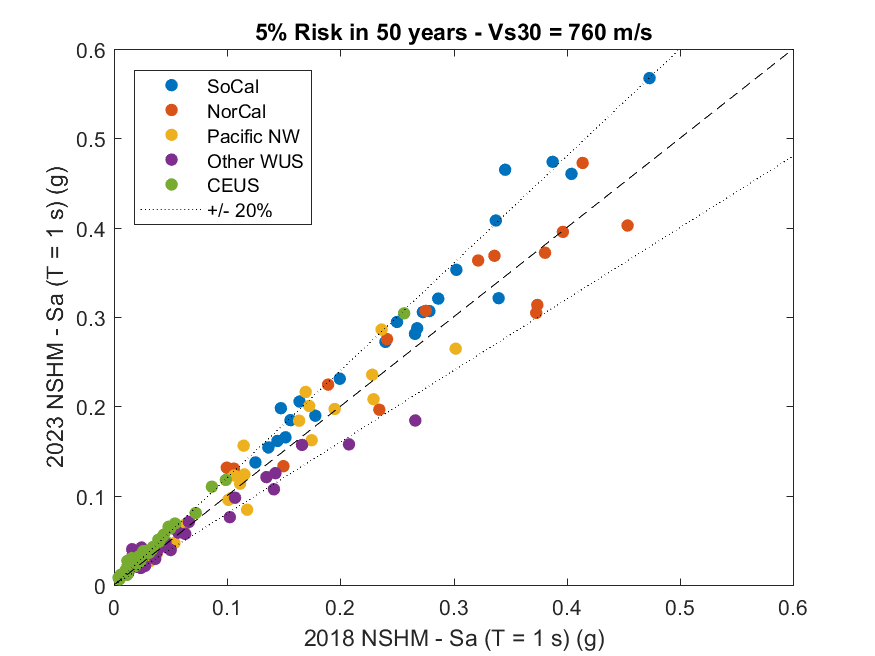 5% Risk in 50 years - Vs30 = 760 m/s
0.6
SoCal
NorCal
Pacific NW
Other WUS
CEUS
+/- 20%
0.5
0.4
0.3
0.2
0.1
0
2023 NSHM - Sa (T = 1 s) (g)
0 0.1 0.2 0.3 0.4 0.5 0.6
2018 NSHM - Sa (T = 1 s) (g)